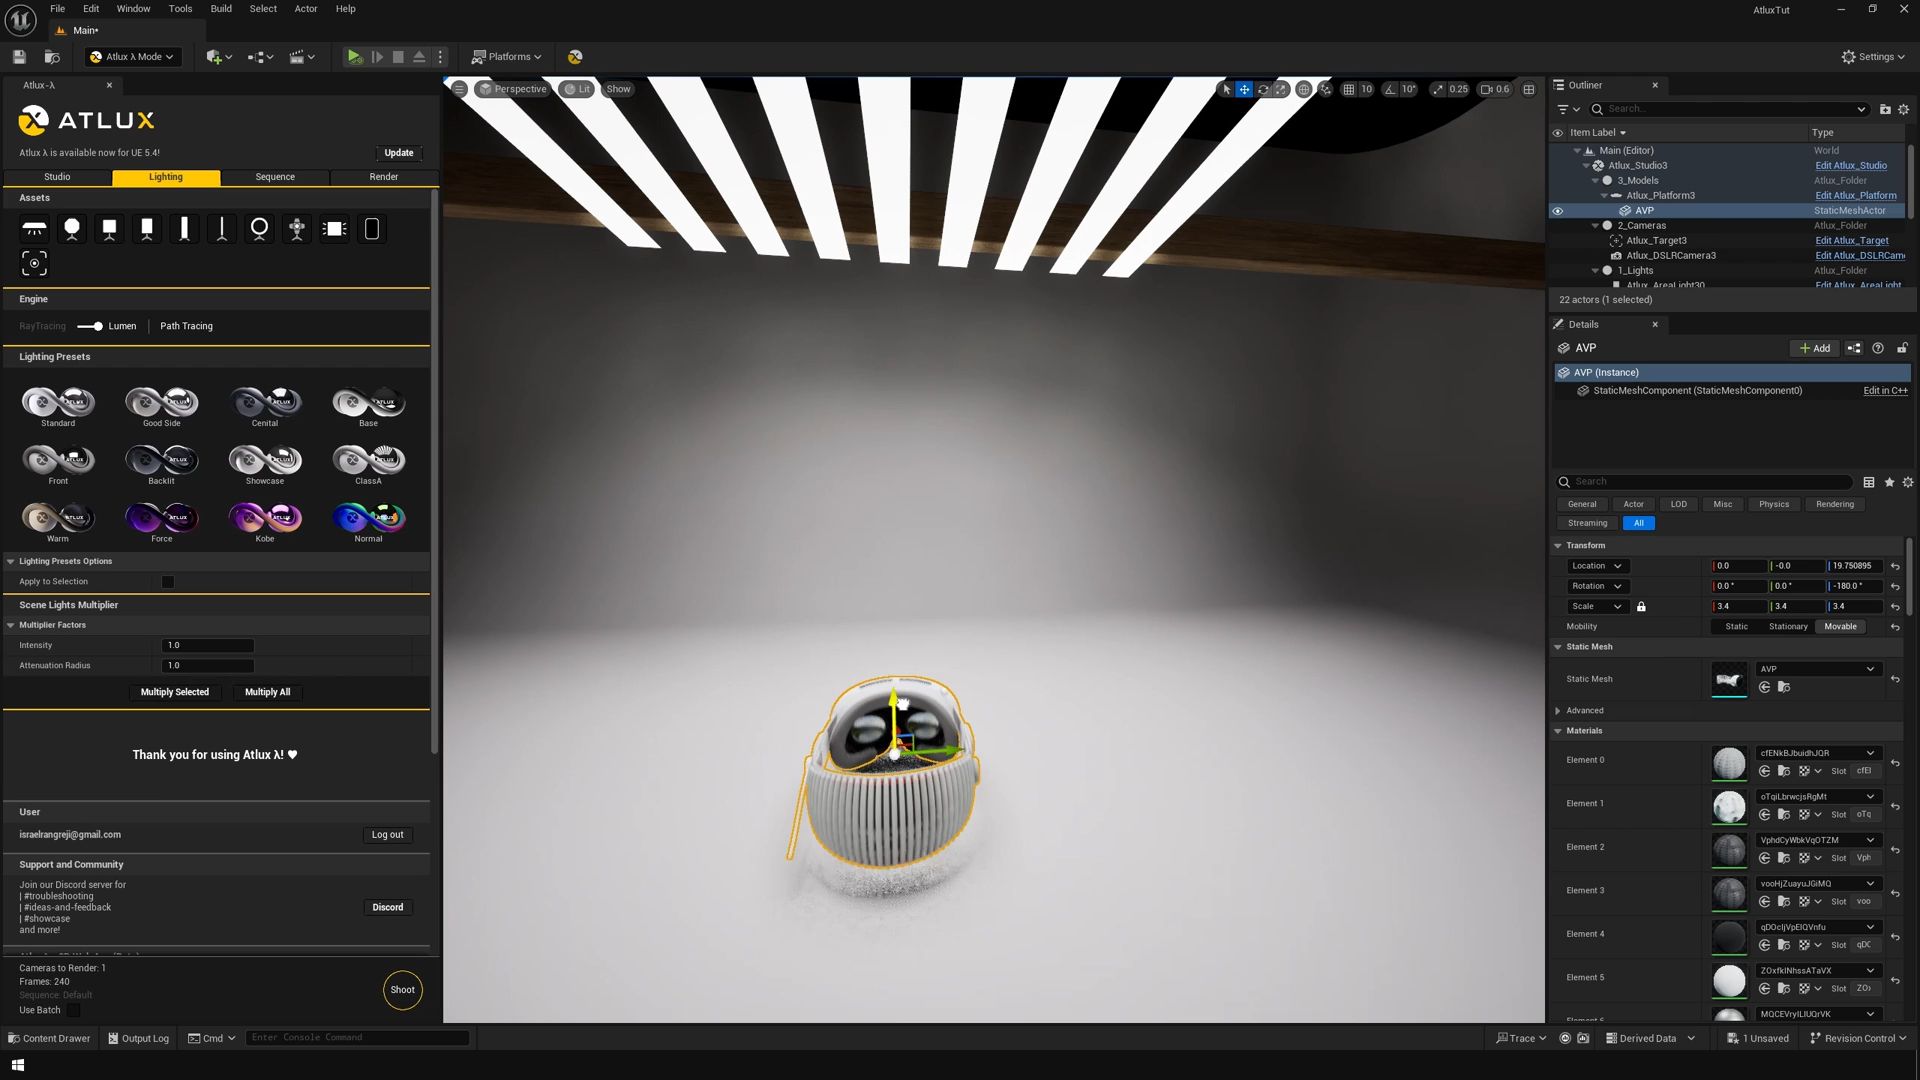 File Edit Window Tools Build Select Actor Help
AtluxTut
Main•
Atlux λ Mode
Platforms
Settings
Atlux-λ
ATLUX
Atlux λ is available now for UE 5.4!
Update
Studio Lighting Sequence Render
Assets
Engine
RayTracing Lumen Path Tracing
Lighting Presets
Standard Good Side Cenital Base
Front Backlit Showcase ClassA
Warm Force Kobe Normal
Lighting Presets Options
Apply to Selection
Scene Lights Multiplier
Multiplier Factors
Intensity 1.0
Attenuation Radius 1.0
Multiply Selected Multiply All
Thank you for using Atlux λ! ♥
User
israelrangreji@gmail.com
Log out
Support and Community
Join our Discord server for
| #troubleshooting
| #ideas-and-feedback
| #showcase
and more!
Discord
Cameras to Render: 1
Frames: 240
Sequence: Default
Use Batch
Shoot
Perspective Lit Show
10 10° 0.25 0.6
Outliner
Search...
Item Label Type
Main (Editor) World
Atlux_Studio3 Edit Atlux_Studio
3_Models Atlux_Folder
Atlux_Platform3 Edit Atlux_Platform
AVP StaticMeshActor
2_Cameras Atlux_Folder
Atlux_Target3 Edit Atlux_Target
Atlux_DSLRCamera3 Edit Atlux_DSLRCam
1_Lights Atlux_Folder
Atlux_AreaLight30 Edit Atlux_AreaLight
22 actors (1 selected)
Details
AVP
Add
AVP (Instance)
StaticMeshComponent (StaticMeshComponent0) Edit in C++
Search
General Actor LOD Misc Physics Rendering
Streaming All
Transform
Location 0.0 -0.0 19.750895
Rotation 0.0 ° 0.0 ° -180.0 °
Scale 3.4 3.4 3.4
Mobility Static Stationary Movable
Static Mesh
Static Mesh AVP
Advanced
Materials
Element 0 cfENkBJbuidhJQR
Slot cfEI
Element 1 oTqiLbrwcjsRgMt
Slot oTq
Element 2 VphdCyWbkVqOTZM
Slot Vph
Element 3 vooHjZuayuJGiMQ
Slot voo
Element 4 qDOcIjVpEIQVnfu
Slot qDC
Element 5 ZOxfkINhssATaVX
Slot ZO
MQCEVryILIUQrVK
Content Drawer Output Log Cmd Enter Console Command
Trace Derived Data 1 Unsaved Revision Control